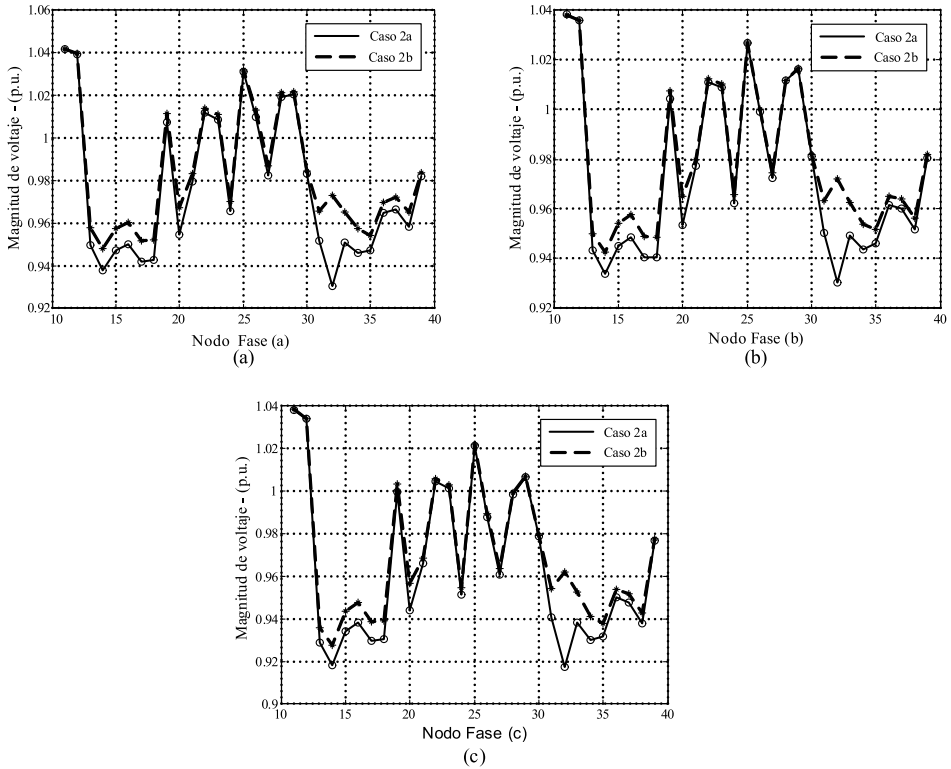 1.06
1.04
1.02
1
0.98
0.96
0.94
0.92
10
15
20
25
30
35
40
Magnitud de voltaje - (p.u.)
Nodo Fase (a)
Caso 2a
Caso 2b
(a)
1.04
1.02
1
0.98
0.96
0.94
0.92
10
15
20
25
30
35
40
Magnitud de voltaje - (p.u.)
Nodo Fase (b)
Caso 2a
Caso 2b
(b)
1.04
1.02
1
0.98
0.96
0.94
0.92
0.9
10
15
20
25
30
35
40
Magnitud de voltaje - (p.u.)
Nodo Fase (c)
Caso 2a
Caso 2b
(c)